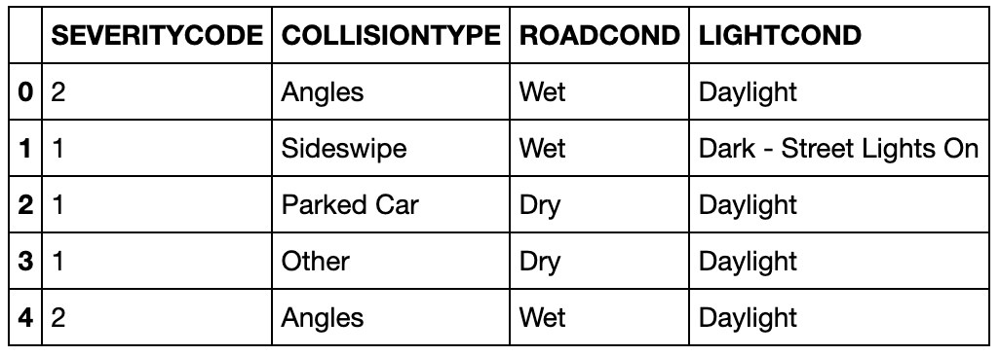 SEVERITYCODE COLLISIONTYPE ROADCOND LIGHTCOND
0 2 Angles Wet Daylight
1 1 Sideswipe Wet Dark - Street Lights On
2 1 Parked Car Dry Daylight
3 1 Other Dry Daylight
4 2 Angles Wet Daylight